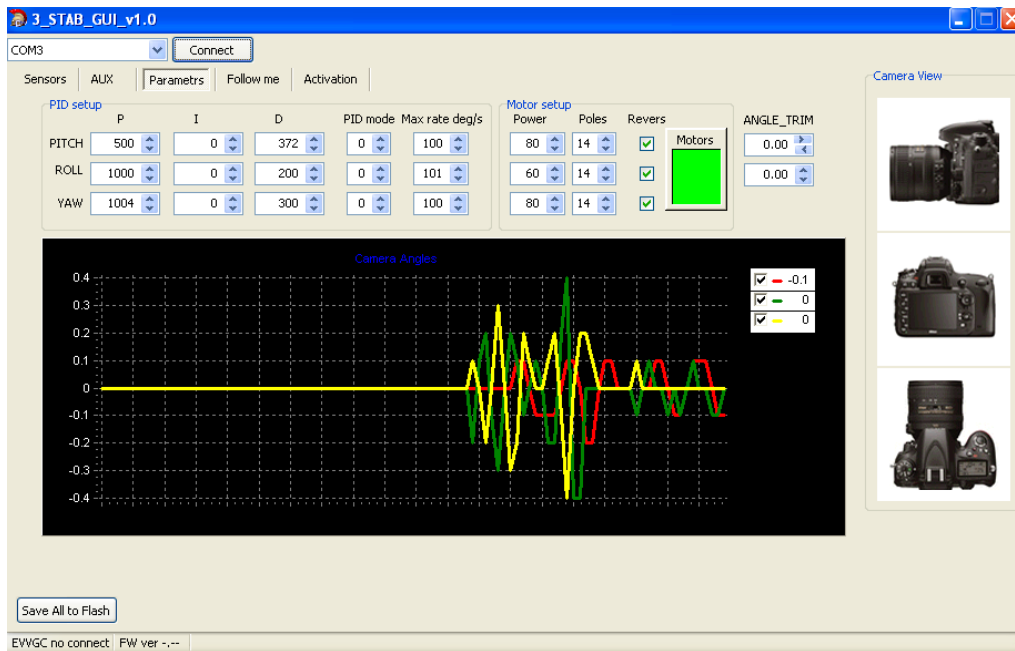 3_STAB_GUI_v1.0
COM3 Connect
Sensors AUX Parametrs Follow me Activation
Camera View
PID setup
P I D PID mode Max rate deg/s
PITCH 500 0 372 0 100
ROLL 1000 0 200 0 101
YAW 1004 0 300 0 100
Motor setup
Power Poles Revers
80 14
60 14
80 14
Motors
ANGLE_TRIM
0.00
0.00
Camera Angles
0.4
0.3
0.2
0.1
0
-0.1
-0.2
-0.3
-0.4
-0.1
0
0
Nikon
Save All to Flash
EVVGC no connect FW ver -.--